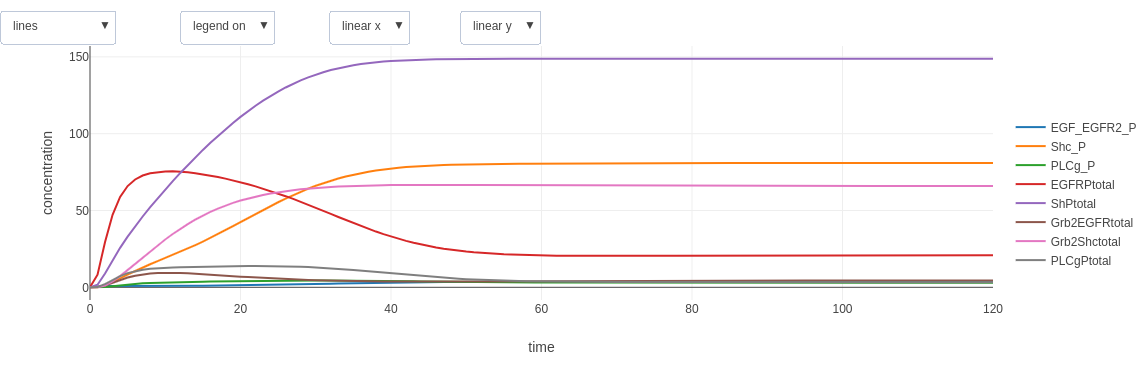 lines ▼ legend on ▼ linear x ▼ linear y ▼
150
100
50
0
concentration
0 20 40 60 80 100 120
time
EGF_EGFR2_P
Shc_P
PLCg_P
EGFRPtotal
ShPtotal
Grb2EGFRtotal
Grb2Shctotal
PLCgPtotal